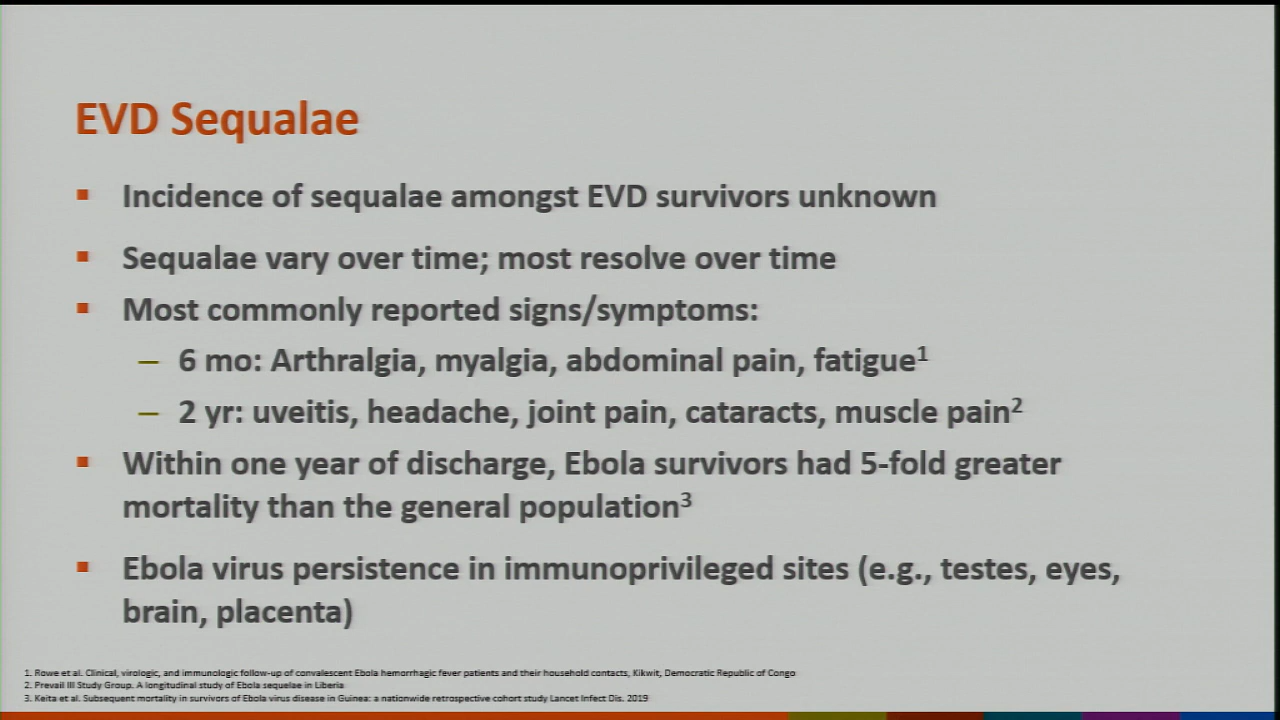 EVD Sequalae
▪ Incidence of sequalae amongst EVD survivors unknown
▪ Sequalae vary over time; most resolve over time
▪ Most commonly reported signs/symptoms:
– 6 mo: Arthralgia, myalgia, abdominal pain, fatigue¹
– 2 yr: uveitis, headache, joint pain, cataracts, muscle pain²
▪ Within one year of discharge, Ebola survivors had 5-fold greater
mortality than the general population³
▪ Ebola virus persistence in immunoprivileged sites (e.g., testes, eyes,
brain, placenta)
1. Rowe et al. Clinical, virologic, and immunologic follow-up of convalescent Ebola hemorrhagic fever patients and their household contacts, Kikwit, Democratic Republic of Congo
2. Prevail III Study Group. A longitudinal study of Ebola sequelae in Liberia
3. Keita et al. Subsequent mortality in survivors of Ebola virus disease in Guinea: a nationwide retrospective cohort study Lancet Infect Dis. 2019